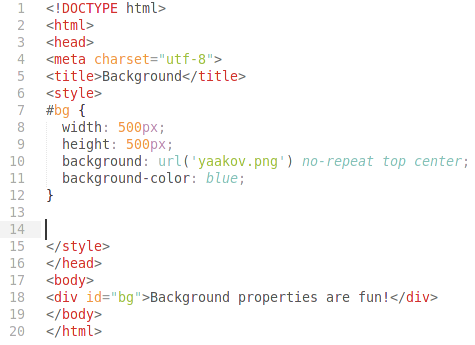 1 <!DOCTYPE html>
2 <html>
3 <head>
4 <meta charset="utf-8">
5 <title>Background</title>
6 <style>
7 #bg {
8   width: 500px;
9   height: 500px;
10   background: url('yaakov.png') no-repeat top center;
11   background-color: blue;
12 }
13
14
15 </style>
16 </head>
17 <body>
18 <div id="bg">Background properties are fun!</div>
19 </body>
20 </html>